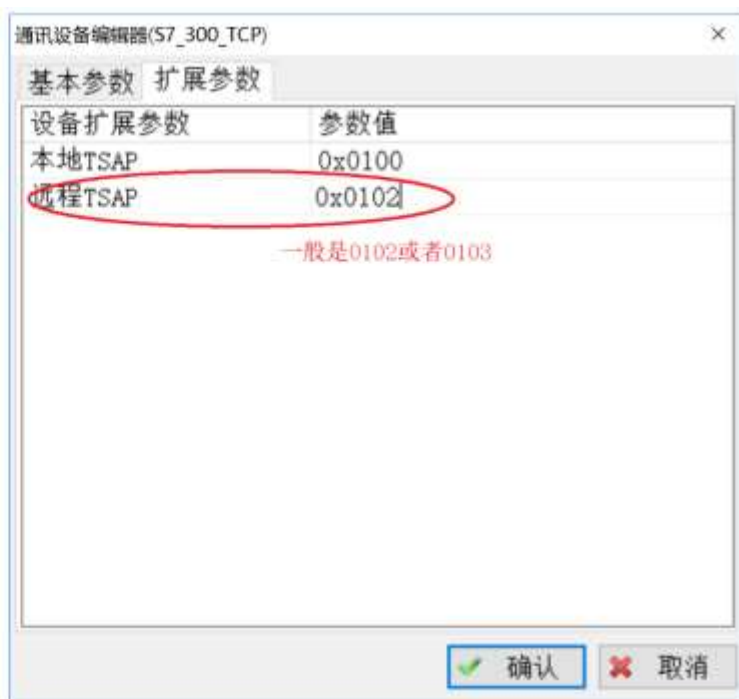 通讯设备编辑器(S7_300_TCP)
基本参数 扩展参数
设备扩展参数 参数值
本地TSAP 0x0100
远程TSAP 0x0102
一般是0102或者0103
确认 取消